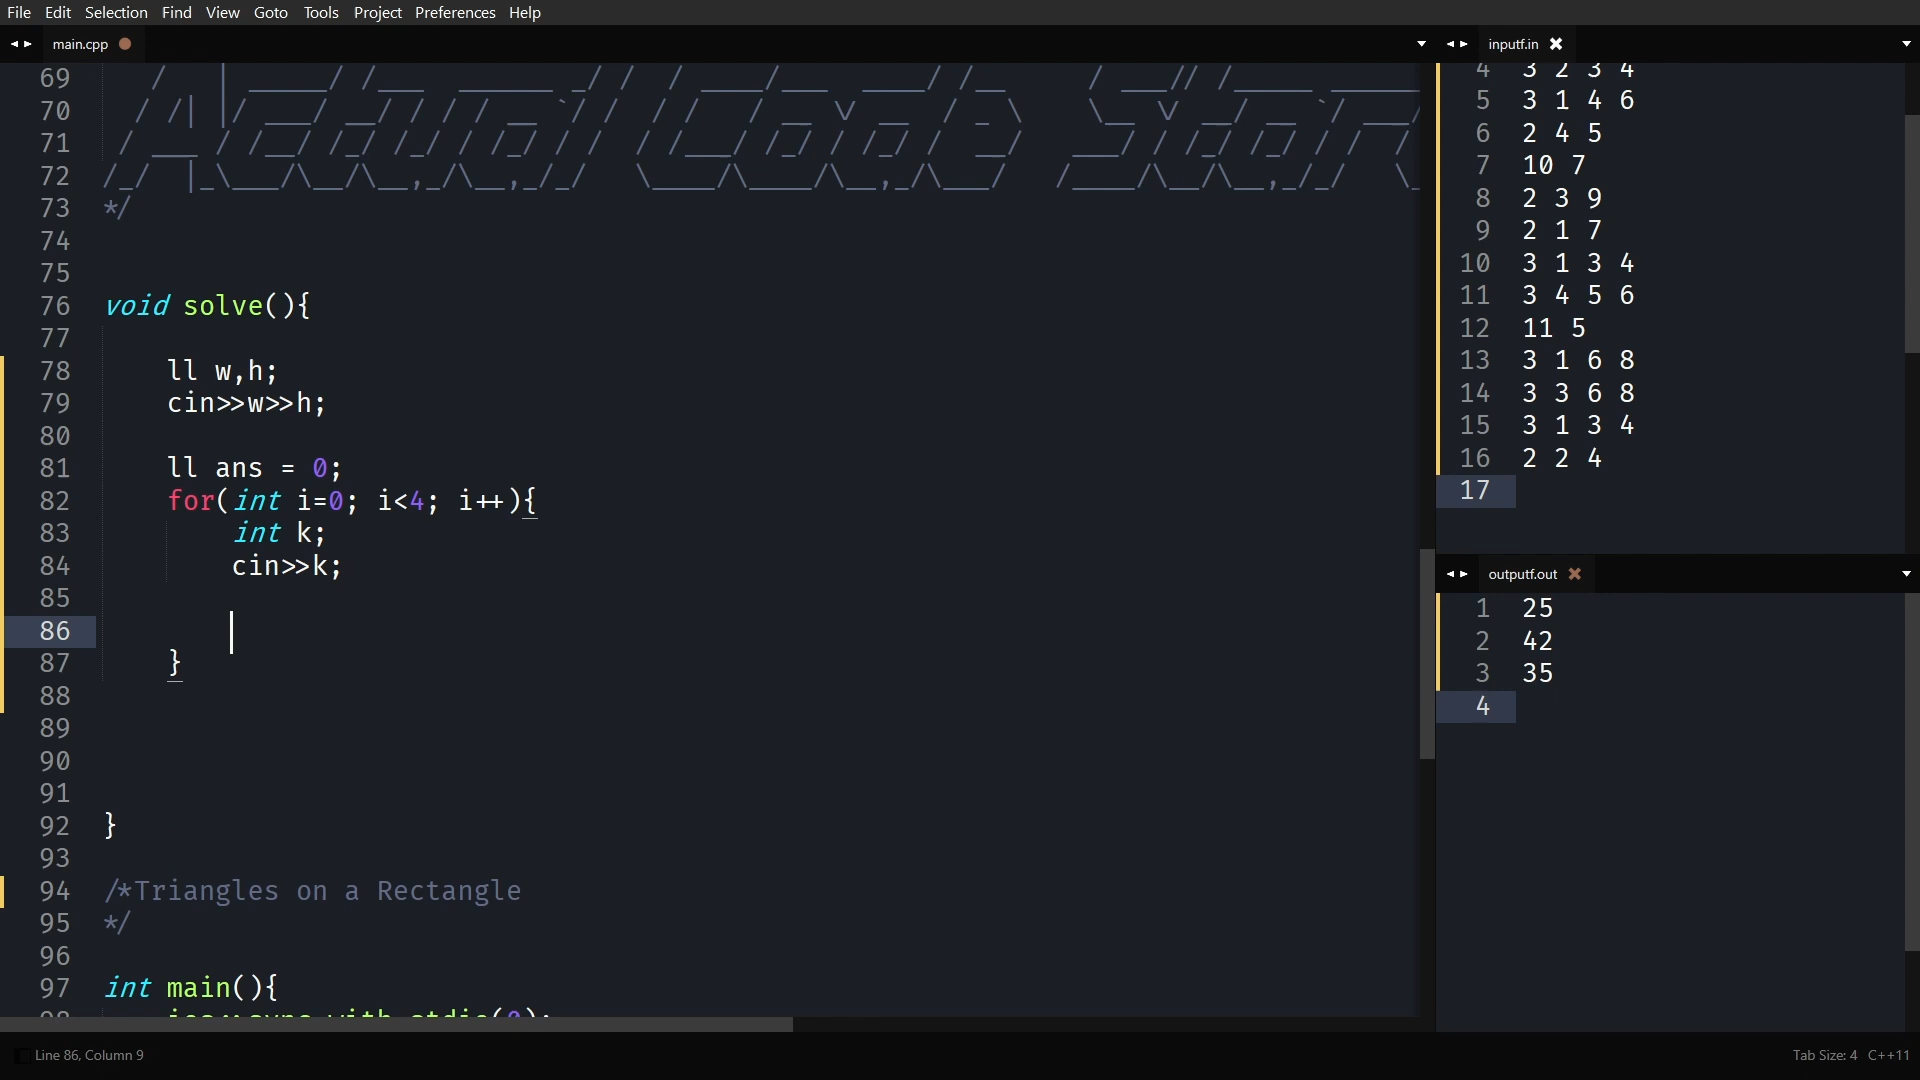 File Edit Selection Find View Goto Tools Project Preferences Help
main.cpp
69
70
71
72
73 */
74
75
76 void solve(){
77
78 ll w,h;
79 cin>>w>>h;
80
81 ll ans = 0;
82 for(int i=0; i<4; i++){
83 int k;
84 cin>>k;
85
86
87 }
88
89
90
91
92 }
93
94 /*Triangles on a Rectangle
95 */
96
97 int main(){
98 ios::sync_with_stdio(0);
inputf.in
4 3 2 3 4
5 3 1 4 6
6 2 4 5
7 10 7
8 2 3 9
9 2 1 7
10 3 1 3 4
11 3 4 5 6
12 11 5
13 3 1 6 8
14 3 3 6 8
15 3 1 3 4
16 2 2 4
17
outputf.out
1 25
2 42
3 35
4
Line 86, Column 9
Tab Size: 4 C++11